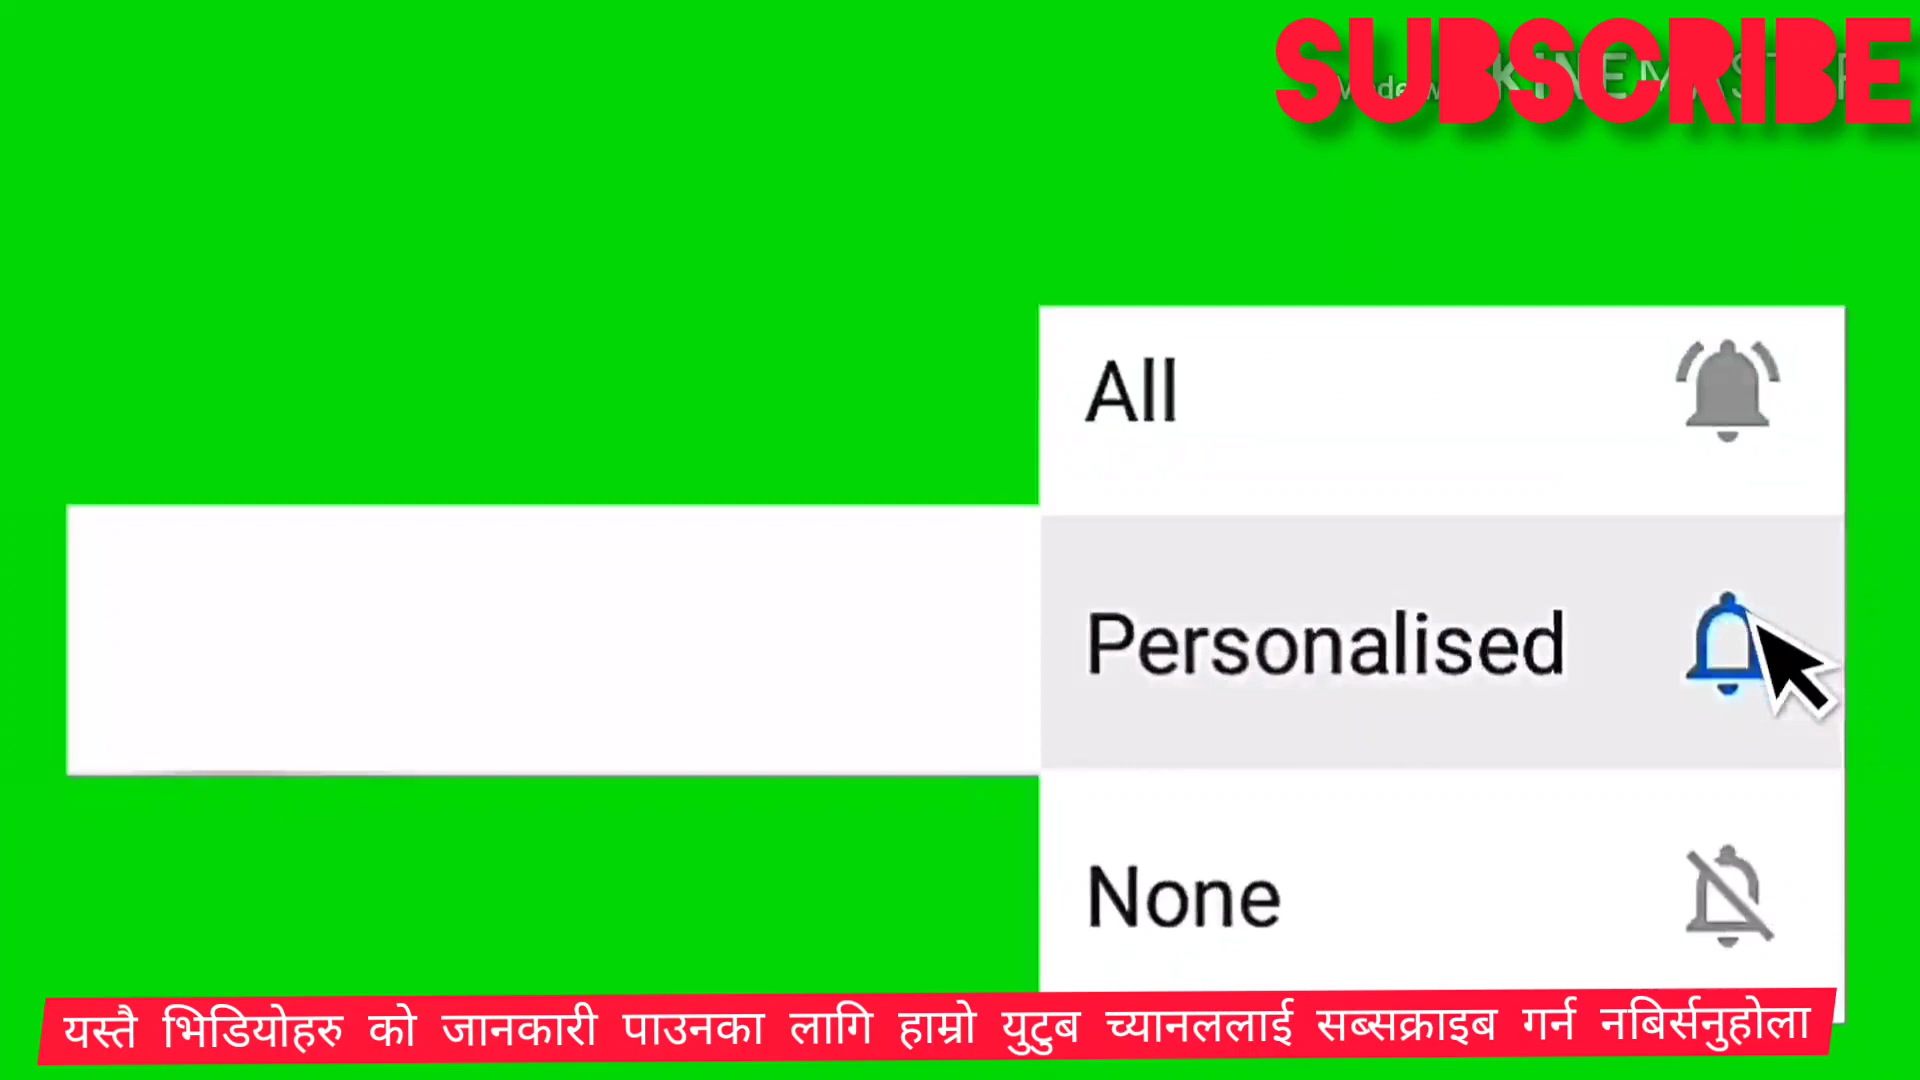 SUBSCRIBE
All
Personalised
None
यस्तै भिडियोहरु को जानकारी पाउनका लागि हाम्रो युटुब च्यानललाई सब्सक्राइब गर्न नबिर्सनुहोला